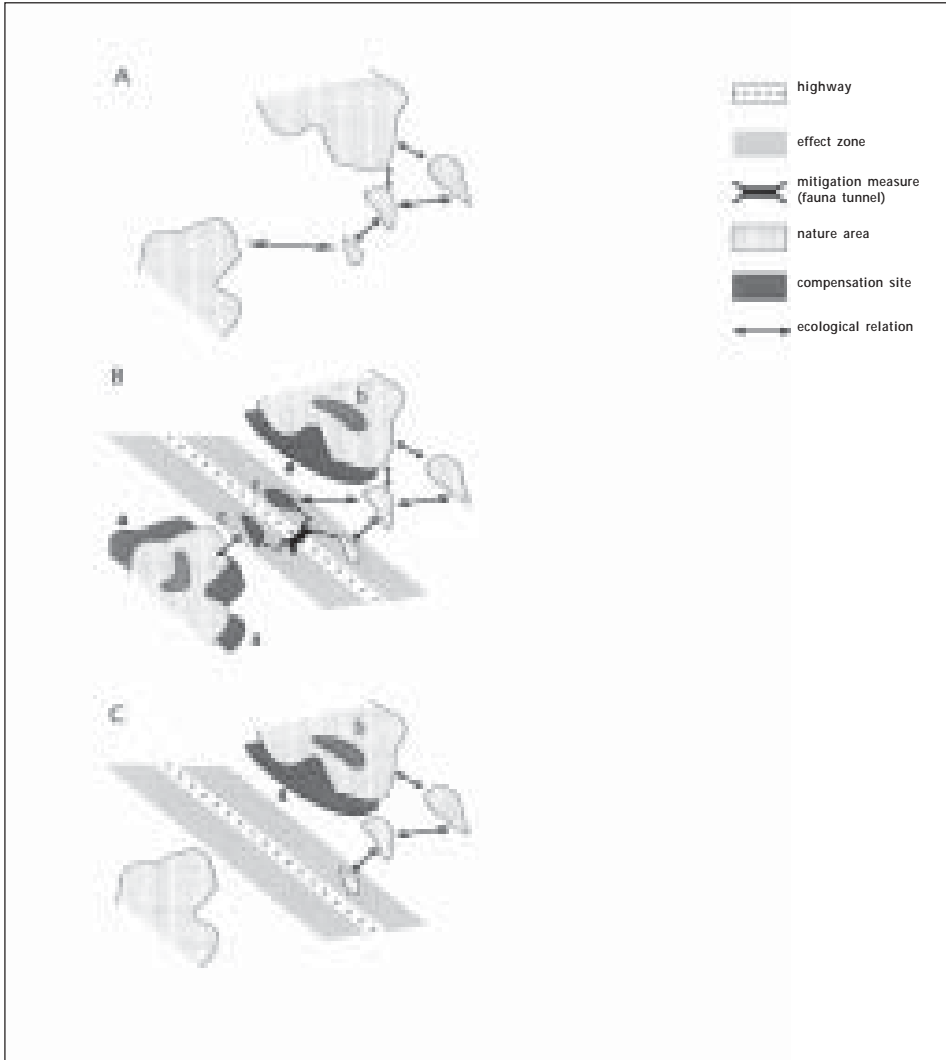 A
highway
effect zone
mitigation measure
(fauna tunnel)
nature area
compensation site
ecological relation
B
b
a
C
b